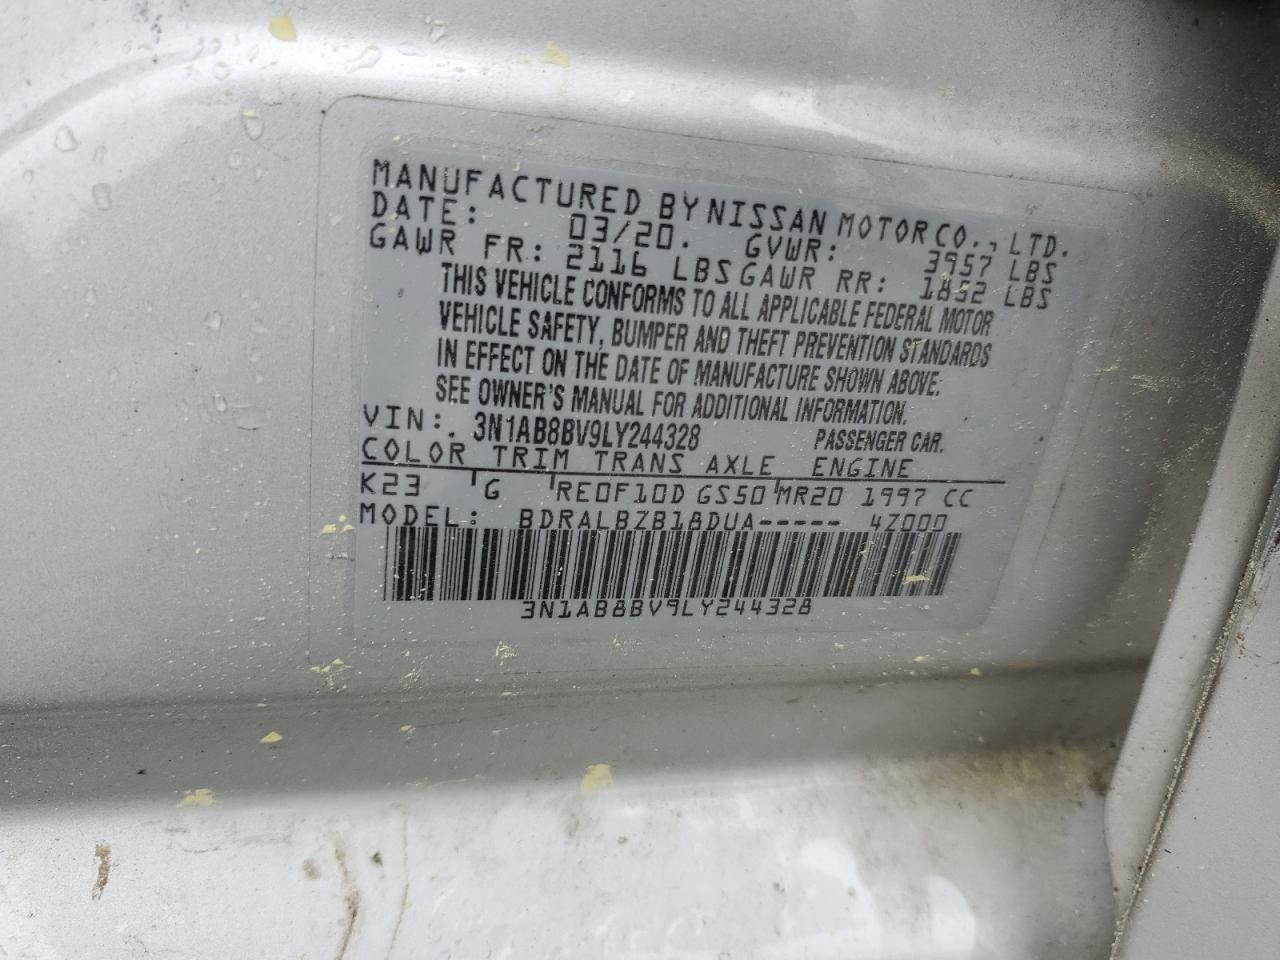 MANUFACTURED BY NISSAN MOTOR CO., LTD.
DATE: 03/20. GVWR: 3957 LBS
GAWR FR: 2116 LBS GAWR RR: 1852 LBS
THIS VEHICLE CONFORMS TO ALL APPLICABLE FEDERAL MOTOR
VEHICLE SAFETY, BUMPER AND THEFT PREVENTION STANDARDS
IN EFFECT ON THE DATE OF MANUFACTURE SHOWN ABOVE.
SEE OWNER'S MANUAL FOR ADDITIONAL INFORMATION.
VIN: 3N1AB8BV9LY244328 PASSENGER CAR.
COLOR TRIM TRANS AXLE ENGINE
K23 G RE0F10D GS50 MR20 1997 CC
MODEL: BDRALBZB18DUA----- 4Z000
3N1AB8BV9LY244328